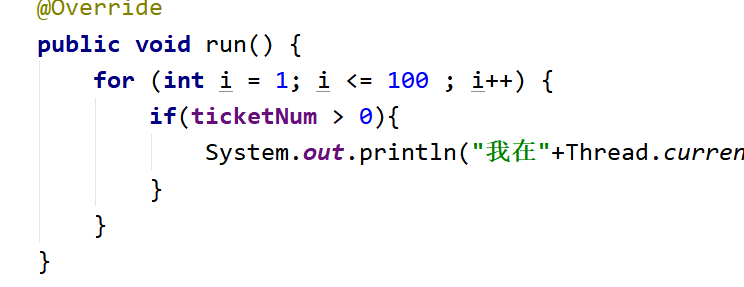 @Override
public void run() {
for (int i = 1; i <= 100 ; i++) {
if(ticketNum > 0){
System.out.println("我在"+Thread.curren
}
}
}